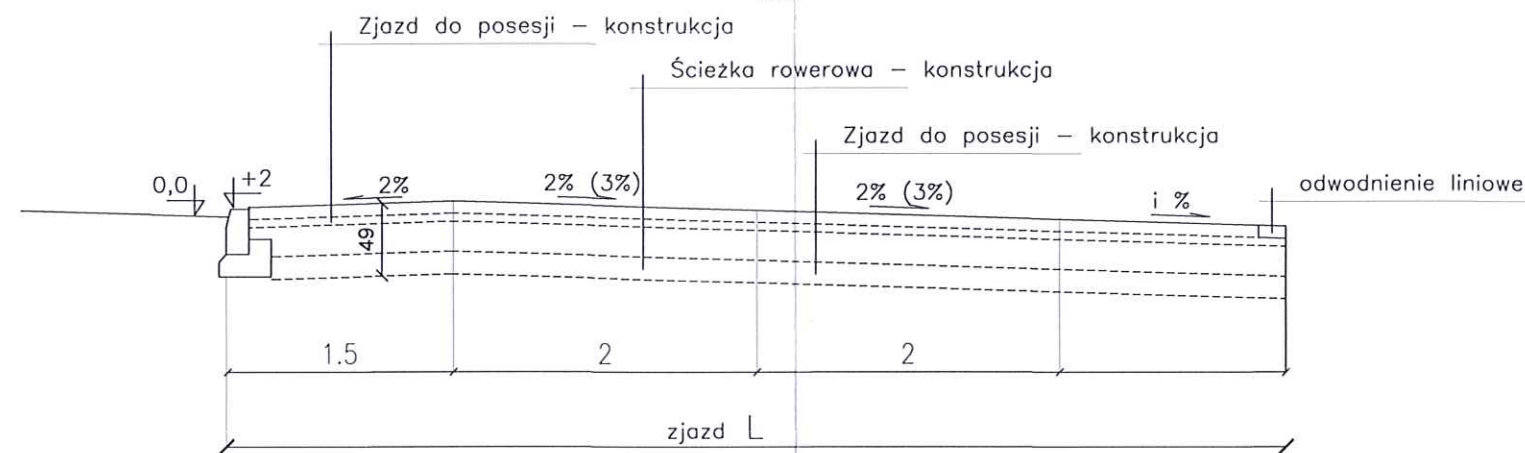 Zjazd do posesji – konstrukcja
Ścieżka rowerowa – konstrukcja
Zjazd do posesji – konstrukcja
0,0
+2
2%
2% (3%)
2% (3%)
i %
odwodnienie liniowe
49
1.5
2
2
zjazd L